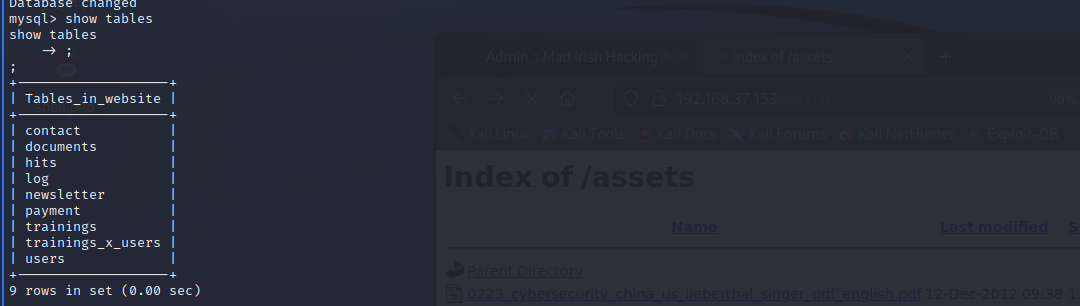 Database changed
mysql> show tables
show tables
    -> ;
;
+--------------------+
| Tables_in_website |
+--------------------+
| contact |
| documents |
| hits |
| log |
| newsletter |
| payment |
| trainings |
| trainings_x_users |
| users |
+--------------------+
9 rows in set (0.00 sec)
Admin :: Mad Irish Hacking
Index of /assets
192.168.37.153/assets/
90%
Kali Linux Kali Tools Kali Docs Kali Forums Kali NetHunter Exploit-DB
Index of /assets
Name Last modified S
Parent Directory
0223_cybersecurity_china_us_lieberthal_singer_pdf_english.pdf 12-Dec-2012 09:38